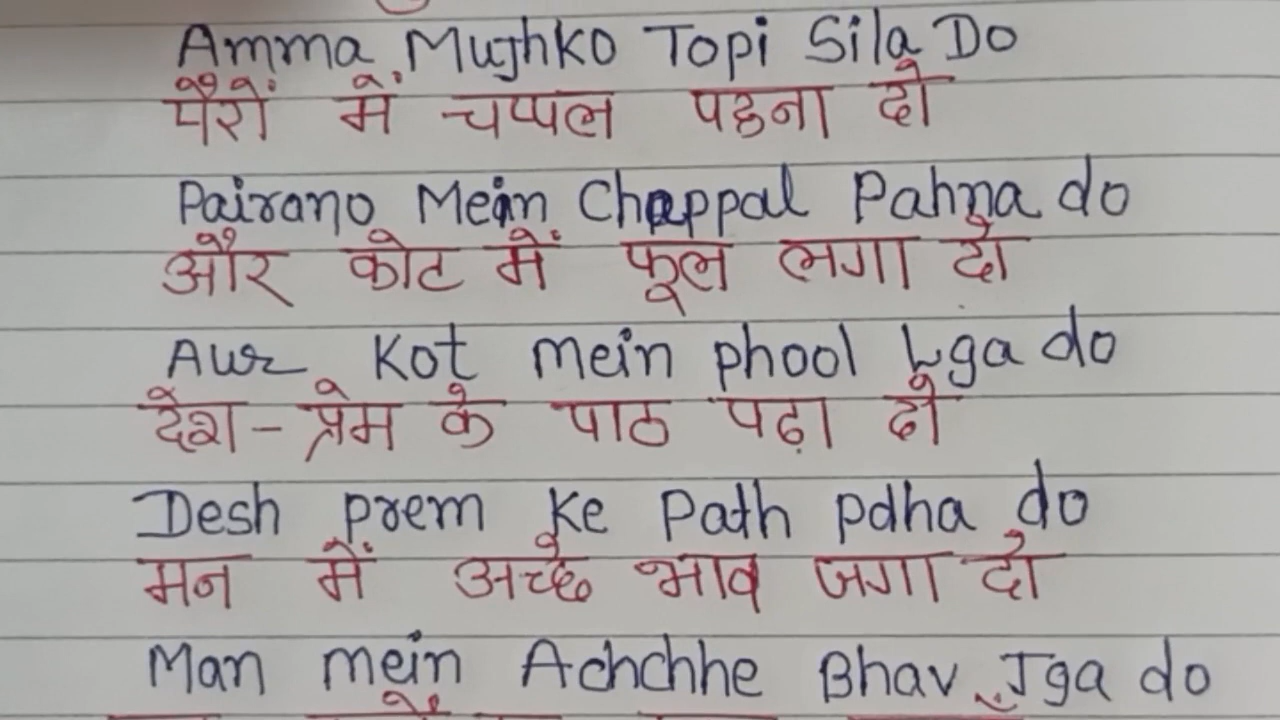 Amma Mujhko Topi Sila Do
पैरों में चप्पल पहना दो
Pairano Mein Chappal Pahna do
और कोट में फूल लगा दो
Aur Kot mein phool Lga do
देश-प्रेम के पाठ पढ़ा दो
Desh prem ke Path pdha do
मन में अच्छे भाव जगा दो
Man mein Achchhe Bhav Jga do